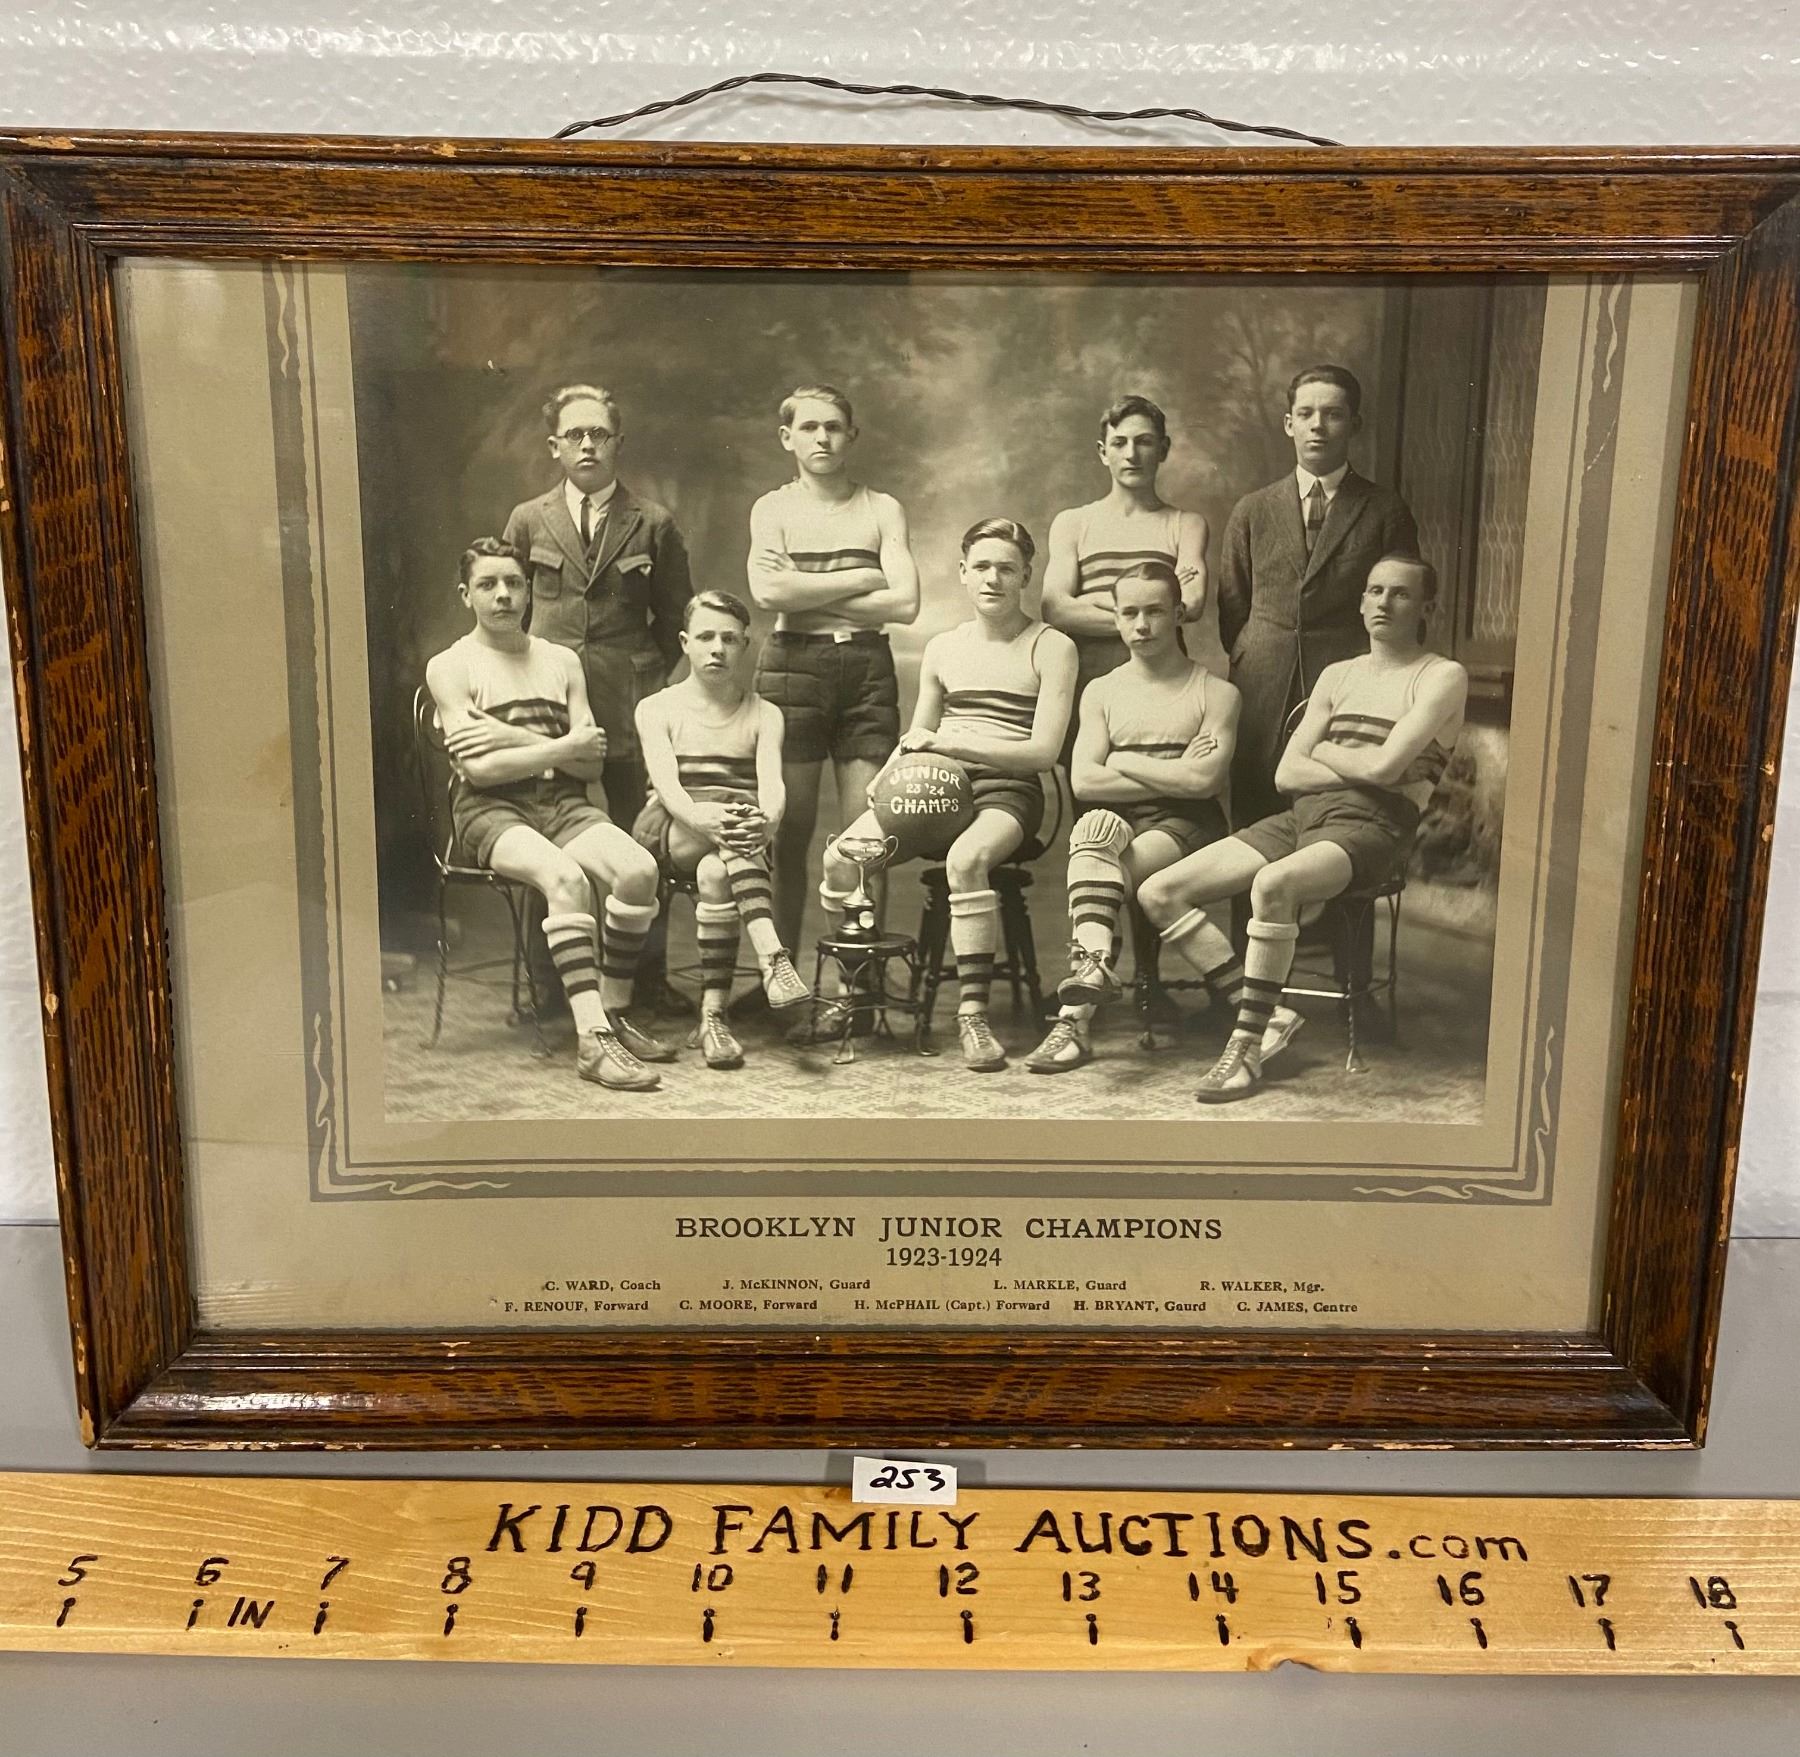 JUNIOR
23 '24
CHAMPS
BROOKLYN JUNIOR CHAMPIONS
1923-1924
C. WARD, Coach J. McKINNON, Guard L. MARKLE, Guard R. WALKER, Mgr.
F. RENOUF, Forward C. MOORE, Forward H. McPHAIL (Capt.) Forward H. BRYANT, Gaurd C. JAMES, Centre
253
KIDD FAMILY AUCTIONS.com
5 6 7 8 9 10 11 12 13 14 15 16 17 18
IN